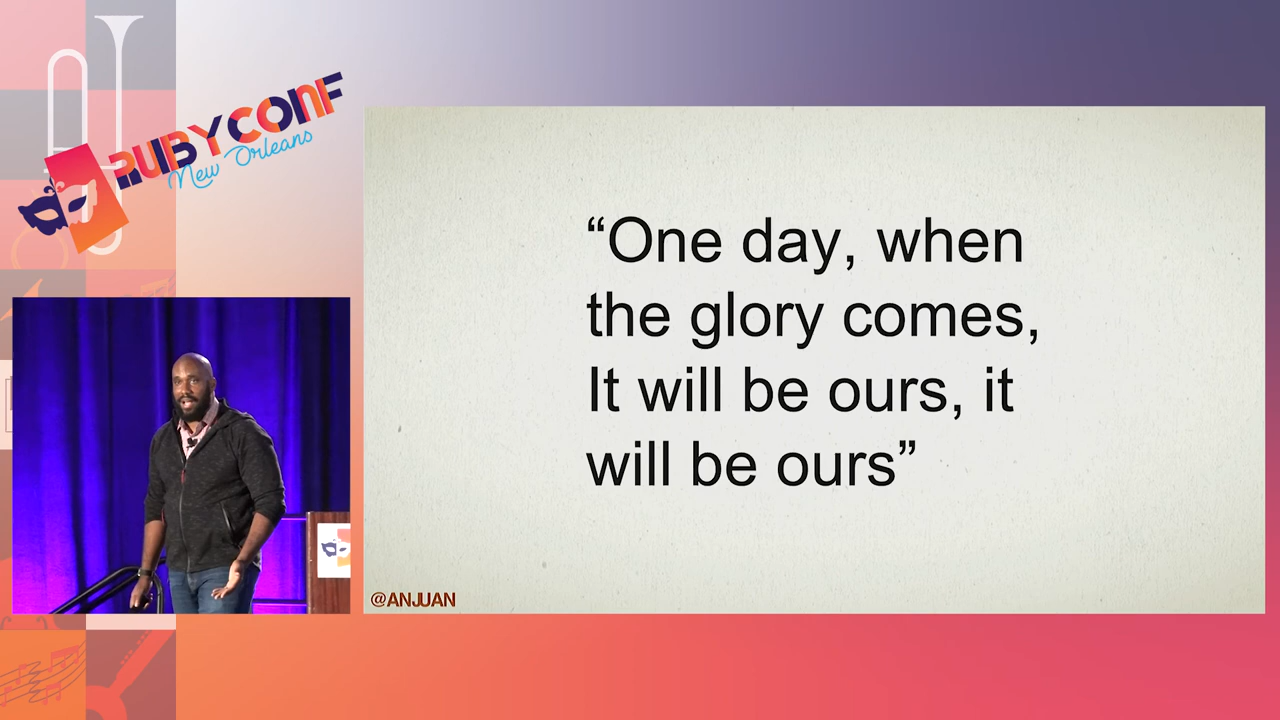 RUBYCONF
New Orleans
“One day, when
the glory comes,
It will be ours, it
will be ours”
@ANJUAN